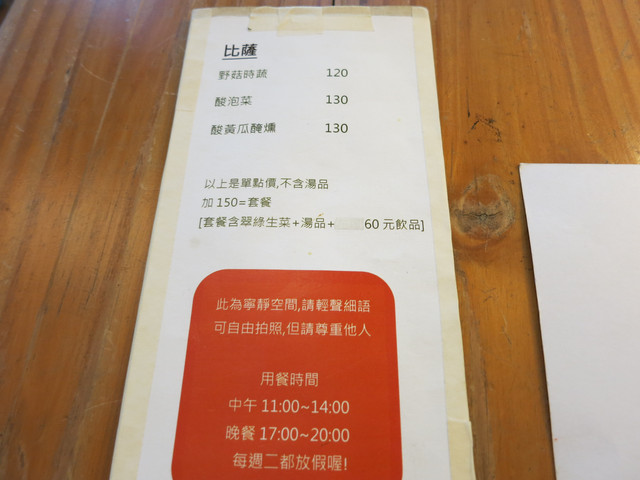 比薩
野菇時蔬 120
酸泡菜 130
酸黃瓜醃燻 130
以上是單點價,不含湯品
加 150=套餐
[套餐含翠綠生菜+湯品+ 60 元飲品]
此為寧靜空間,請輕聲細語
可自由拍照,但請尊重他人
用餐時間
中午 11:00~14:00
晚餐 17:00~20:00
每週二都放假喔!